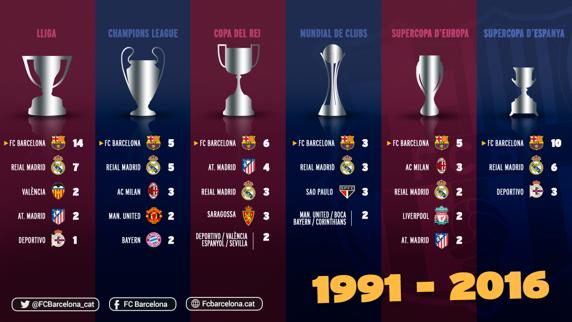 LLIGA
FC BARCELONA 14
REIAL MADRID 7
VALÈNCIA 2
AT. MADRID 2
DEPORTIVO 1
CHAMPIONS LEAGUE
FC BARCELONA 5
REIAL MADRID 5
AC MILAN 3
MAN. UNITED 2
BAYERN 2
COPA DEL REI
FC BARCELONA 6
AT. MADRID 4
REIAL MADRID 3
SARAGOSSA 3
DEPORTIVO / VALÈNCIA
ESPANYOL / SEVILLA 2
MUNDIAL DE CLUBS
FC BARCELONA 3
REIAL MADRID 3
SAO PAULO 3
MAN. UNITED / BOCA
BAYERN / CORINTHIANS 2
SUPERCOPA D'EUROPA
FC BARCELONA 5
AC MILAN 3
REIAL MADRID 2
LIVERPOOL 2
AT. MADRID 2
SUPERCOPA D'ESPANYA
FC BARCELONA 10
REIAL MADRID 6
DEPORTIVO 3
1991 - 2016
@FCBarcelona_cat
FC Barcelona
Fcbarcelona.cat